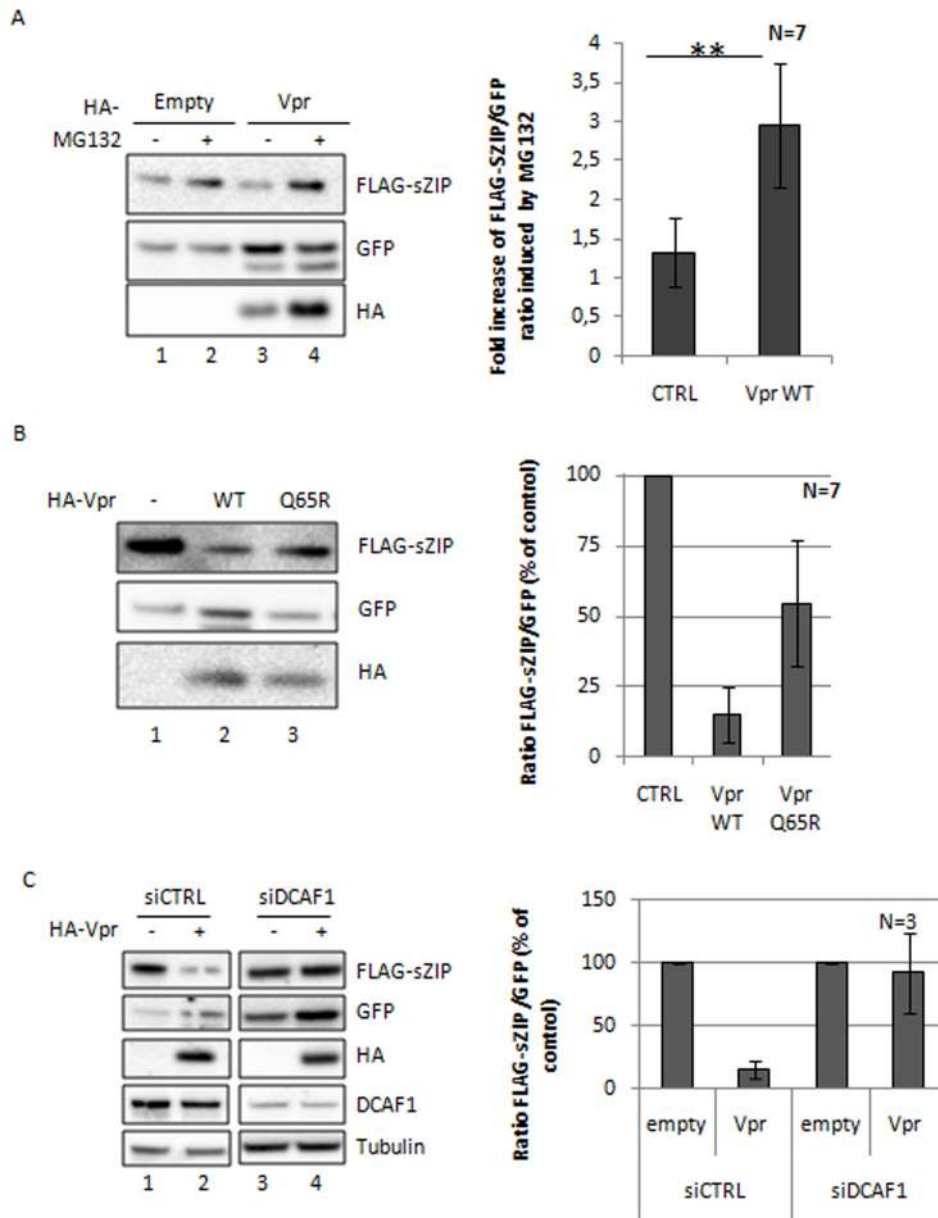 A
HA- Empty Vpr
MG132 - + - +
FLAG-sZIP
GFP
HA
1 2 3 4
Fold increase of FLAG-SZIP/GFP
ratio induced by MG132
4
3,5
3
2,5
2
1,5
1
0,5
0
** N=7
CTRL Vpr WT
B
HA-Vpr - WT Q65R
FLAG-sZIP
GFP
HA
1 2 3
Ratio FLAG-sZIP/GFP (% of control)
100
75
50
25
0
N=7
CTRL Vpr WT Vpr Q65R
C
siCTRL siDCAF1
HA-Vpr - + - +
FLAG-sZIP
GFP
HA
DCAF1
Tubulin
1 2 3 4
Ratio FLAG-sZIP/GFP (% of
control)
150
100
50
0
N=3
empty Vpr empty Vpr
siCTRL siDCAF1